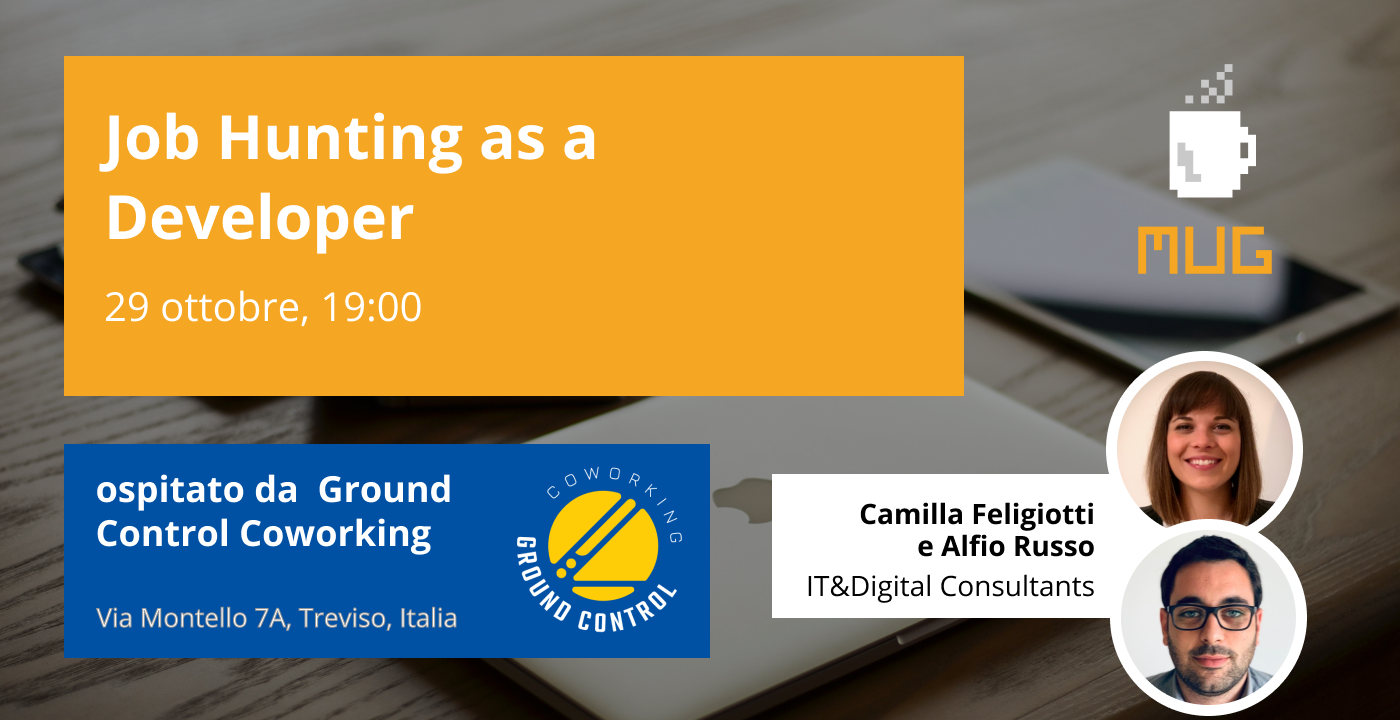 Job Hunting as a
Developer
29 ottobre, 19:00
MUG
ospitato da Ground
Control Coworking
Via Montello 7A, Treviso, Italia
COWORKING
GROUND CONTROL
Camilla Feligiotti
e Alfio Russo
IT&Digital Consultants